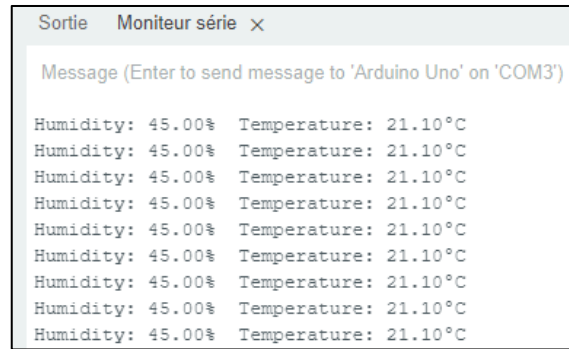 Sortie Moniteur série ×
Message (Enter to send message to 'Arduino Uno' on 'COM3')
Humidity: 45.00% Temperature: 21.10°C
Humidity: 45.00% Temperature: 21.10°C
Humidity: 45.00% Temperature: 21.10°C
Humidity: 45.00% Temperature: 21.10°C
Humidity: 45.00% Temperature: 21.10°C
Humidity: 45.00% Temperature: 21.10°C
Humidity: 45.00% Temperature: 21.10°C
Humidity: 45.00% Temperature: 21.10°C
Humidity: 45.00% Temperature: 21.10°C